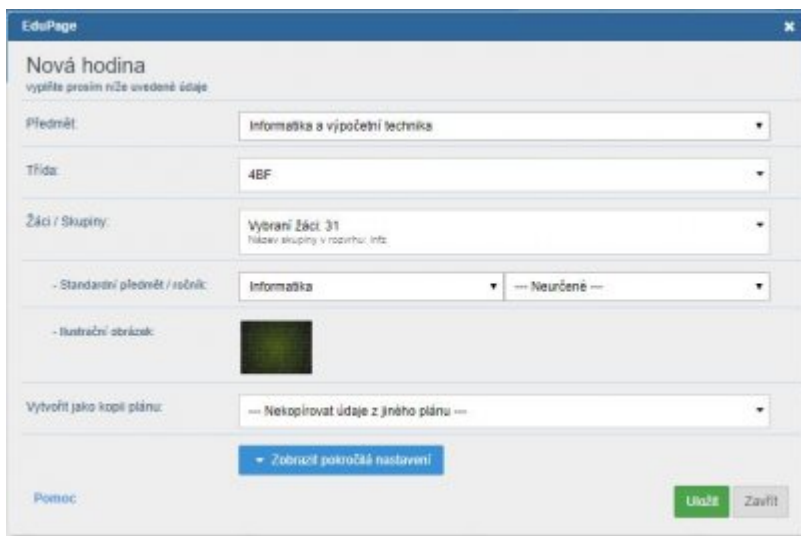 EduPage
Nová hodina
vyplňte prosím níže uvedené údaje
Předmět:
Informatika a výpočetní technika
Třída:
4BF
Žáci / Skupiny:
Vybraní žáci: 31
Název skupiny v rozvrhu: Infz
- Standardní předmět / ročník:
Informatika
--- Neurčené ---
- Ilustrační obrázek:
Vytvořit jako kopii plánu:
--- Nekopírovat údaje z jiného plánu ---
Zobrazit pokročilá nastavení
Pomoc
Uložit
Zavřít